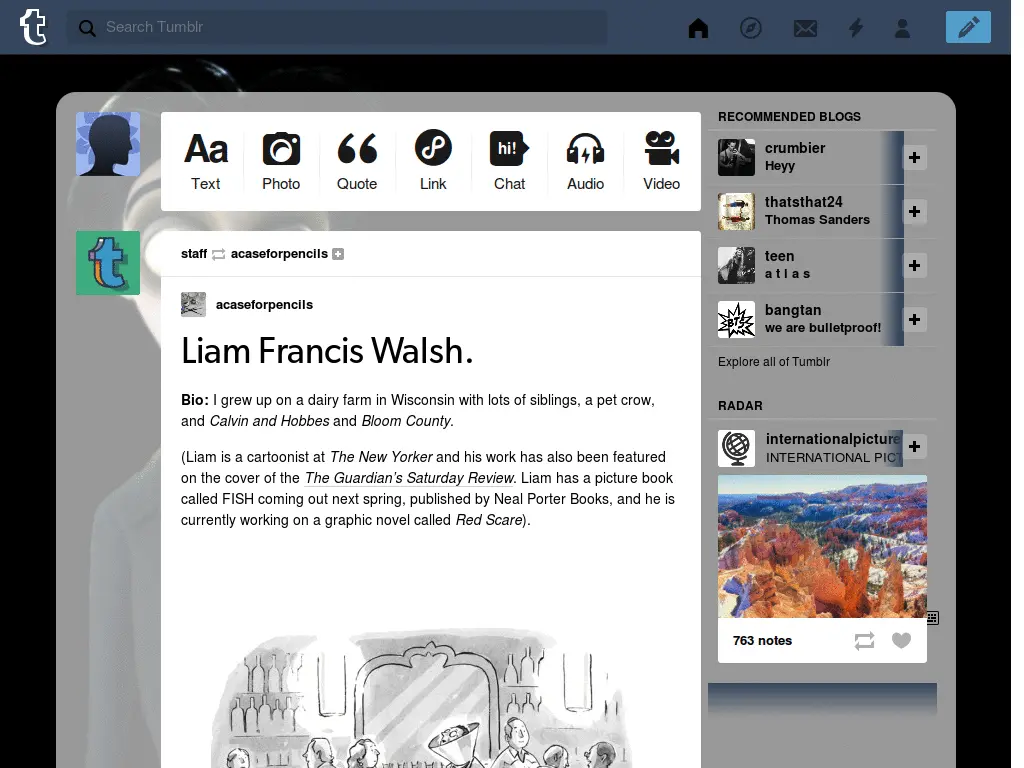 t Search Tumblr
Aa
Text
Photo
Quote
Link
hi!
Chat
Audio
Video
staff acaseforpencils
acaseforpencils
Liam Francis Walsh.
Bio: I grew up on a dairy farm in Wisconsin with lots of siblings, a pet crow,
and Calvin and Hobbes and Bloom County.
(Liam is a cartoonist at The New Yorker and his work has also been featured
on the cover of the The Guardian’s Saturday Review. Liam has a picture book
called FISH coming out next spring, published by Neal Porter Books, and he is
currently working on a graphic novel called Red Scare).
RECOMMENDED BLOGS
crumbier
Heyy
thatsthat24
Thomas Sanders
teen
a t l a s
BTS
bangtan
we are bulletproof!
Explore all of Tumblr
RADAR
internationalpicture
INTERNATIONAL PICT
763 notes